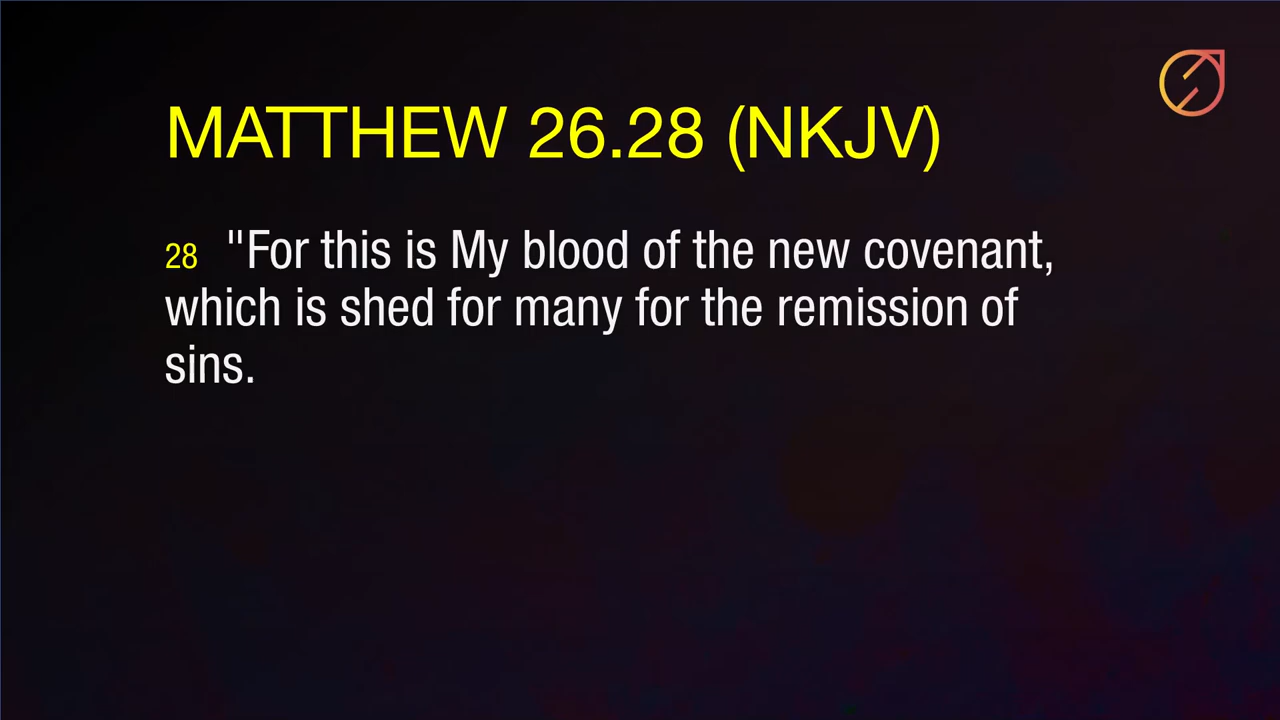 MATTHEW 26.28 (NKJV)
28 "For this is My blood of the new covenant,
which is shed for many for the remission of
sins.